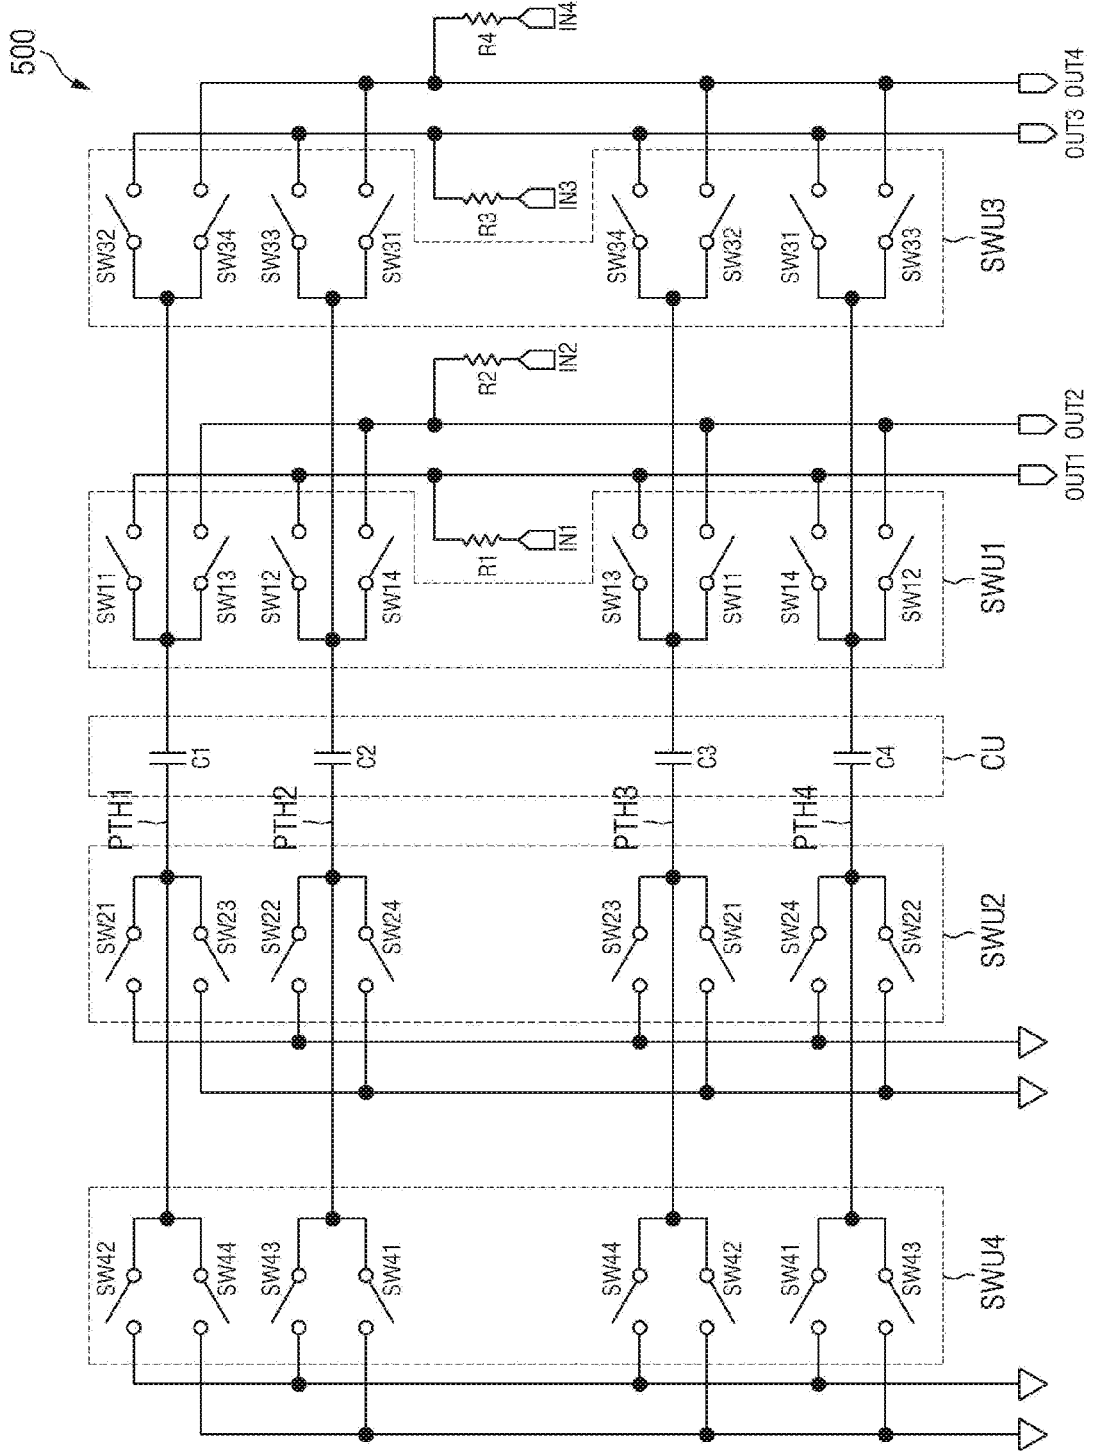 500
SW32
SW34
SW33
SW31
SW34
SW32
SW31
SW33
SWU3
R4
IN4
R3
IN3
OUT4
OUT3
SW11
SW13
SW12
SW14
SW13
SW11
SW14
SW12
SWU1
R2
IN2
R1
IN1
OUT2
OUT1
C1
C2
C3
C4
CU
PTH1
PTH2
PTH3
PTH4
SW21
SW23
SW22
SW24
SW23
SW21
SW24
SW22
SWU2
SW42
SW44
SW43
SW41
SW44
SW42
SW41
SW43
SWU4